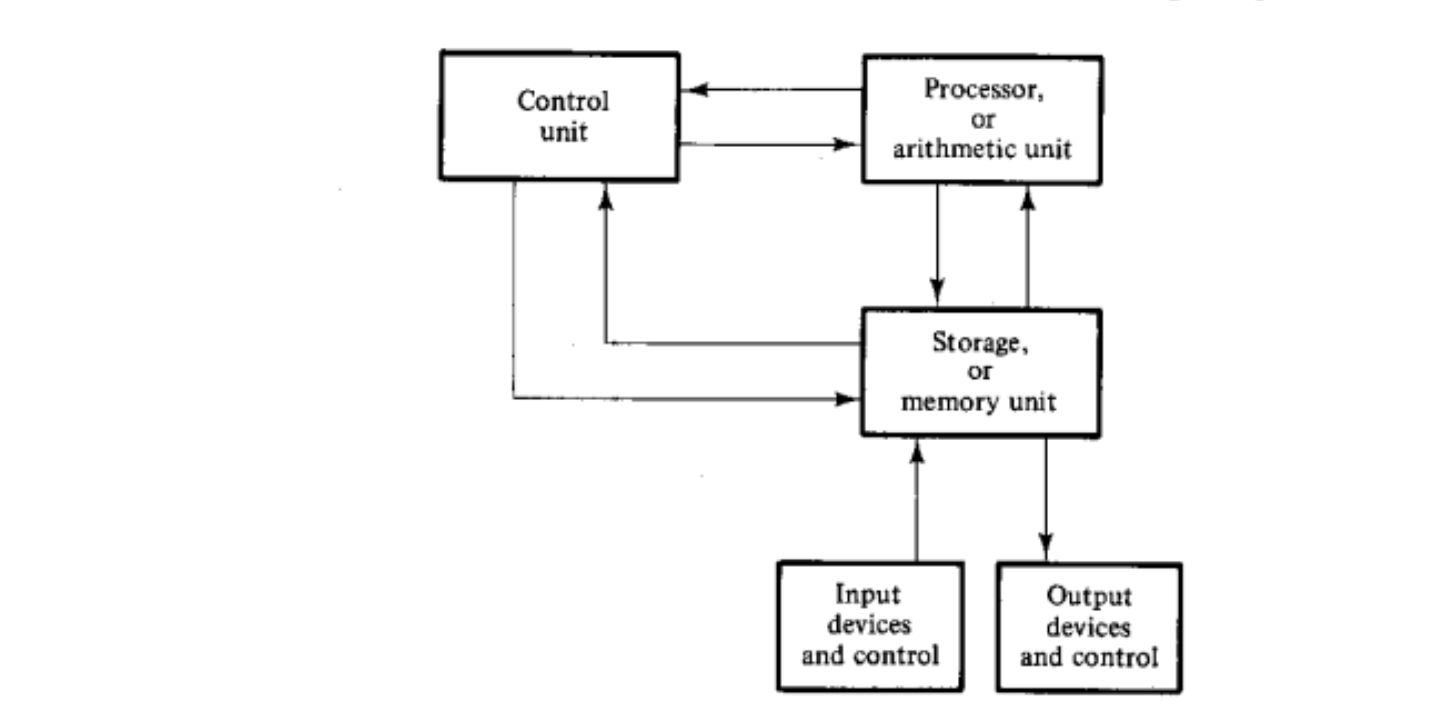 Control
unit
Processor,
or
arithmetic unit
Storage,
or
memory unit
Input
devices
and control
Output
devices
and control